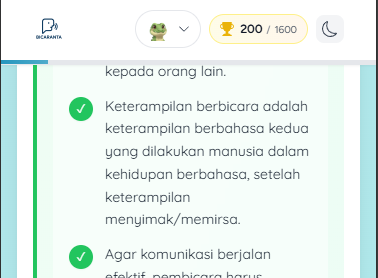 BICARANTA
200 / 1600
kepada orang lain.
Keterampilan berbicara adalah
keterampilan berbahasa kedua
yang dilakukan manusia dalam
kehidupan berbahasa, setelah
keterampilan
menyimak/memirsa.
Agar komunikasi berjalan
efektif, pembicara harus